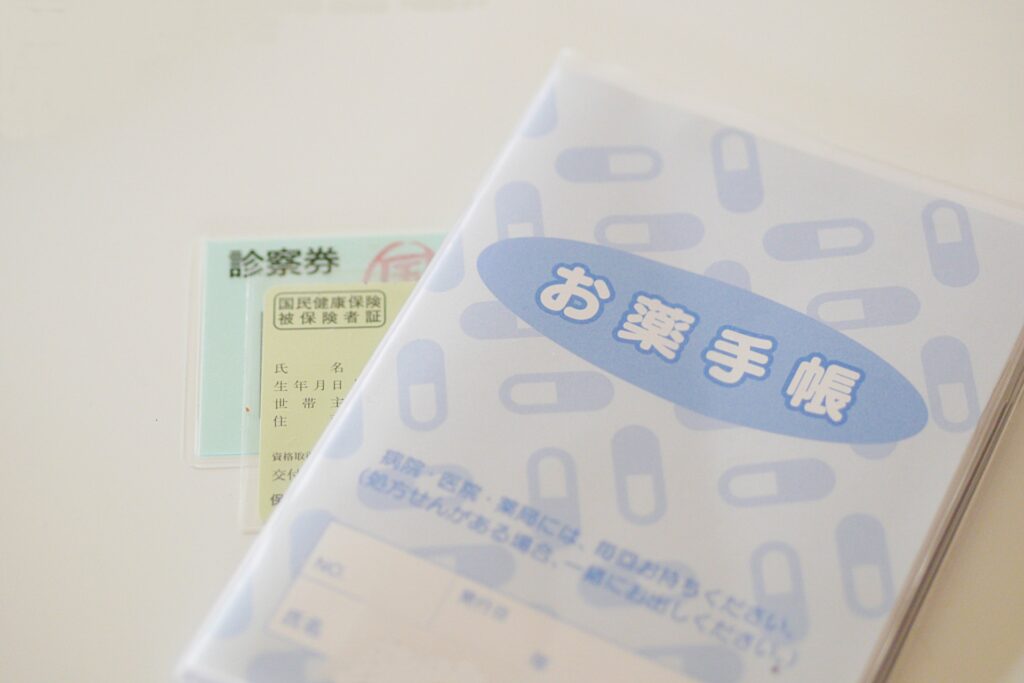 診察券
国民健康保険
被保険者証
氏 名
生年月日
世帯主
住
資格取得
交付
保
お薬手帳
病院・医院・薬局には、毎回お持ちください。
(処方せんがある場合、一緒にお出しください。)
NO.
発行日
氏名